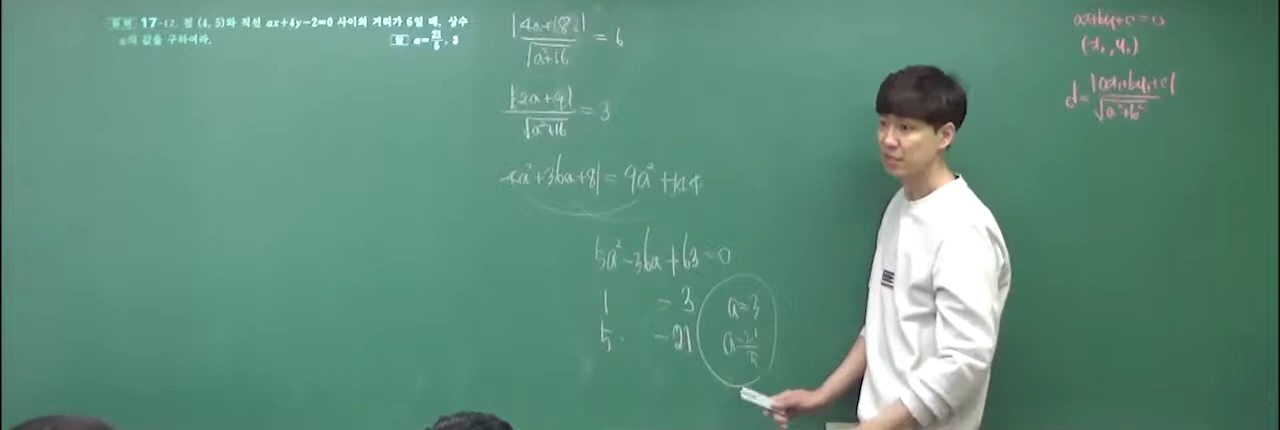 유제 17-12. 점 (4, 5)와 직선 ax+4y-2=0 사이의 거리가 6일 때, 상수
a의 값을 구하여라. 답 a=21/5, 3
|4a+18| / √(a²+16) = 6
|2a+9| / √(a²+16) = 3
4a²+36a+81 = 9a²+144
5a²-36a+63=0
1 -3
5 -21
a=3
a=21/5
ax+by+c=0
(x₁, y₁)
d=|ax₁+by₁+c| / √(a²+b²)